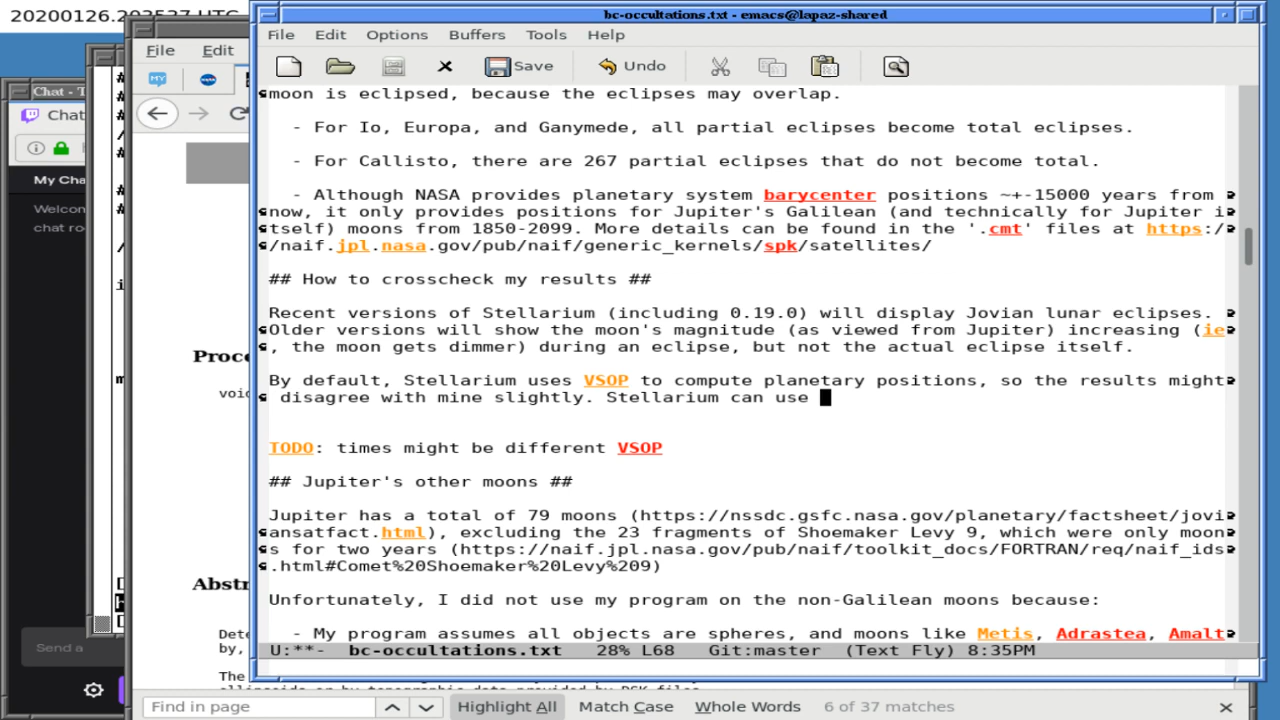 20200126.203537 UTC
bc-occultations.txt - emacs@lapaz-shared
File Edit Options Buffers Tools Help
Save Undo
moon is eclipsed, because the eclipses may overlap.
- For Io, Europa, and Ganymede, all partial eclipses become total eclipses.
- For Callisto, there are 267 partial eclipses that do not become total.
- Although NASA provides planetary system barycenter positions ~+-15000 years from
now, it only provides positions for Jupiter's Galilean (and technically for Jupiter i
tself) moons from 1850-2099. More details can be found in the '.cmt' files at https:/
/naif.jpl.nasa.gov/pub/naif/generic_kernels/spk/satellites/
## How to crosscheck my results ##
Recent versions of Stellarium (including 0.19.0) will display Jovian lunar eclipses.
Older versions will show the moon's magnitude (as viewed from Jupiter) increasing (ie
, the moon gets dimmer) during an eclipse, but not the actual eclipse itself.
By default, Stellarium uses VSOP to compute planetary positions, so the results might
disagree with mine slightly. Stellarium can use
TODO: times might be different VSOP
## Jupiter's other moons ##
Jupiter has a total of 79 moons (https://nssdc.gsfc.nasa.gov/planetary/factsheet/jovi
ansatfact.html), excluding the 23 fragments of Shoemaker Levy 9, which were only moon
s for two years (https://naif.jpl.nasa.gov/pub/naif/toolkit_docs/FORTRAN/req/naif_ids
.html#Comet%20Shoemaker%20Levy%209)
Unfortunately, I did not use my program on the non-Galilean moons because:
- My program assumes all objects are spheres, and moons like Metis, Adrastea, Amalt
U:**- bc-occultations.txt 28% L68 Git:master (Text Fly) 8:35PM
File Edit
MY
Chat - T
Chat
My Cha
Welcon
chat ro
Send a
Proce
voic
Abstr
Dete
by,
The
Find in page Highlight All Match Case Whole Words 6 of 37 matches